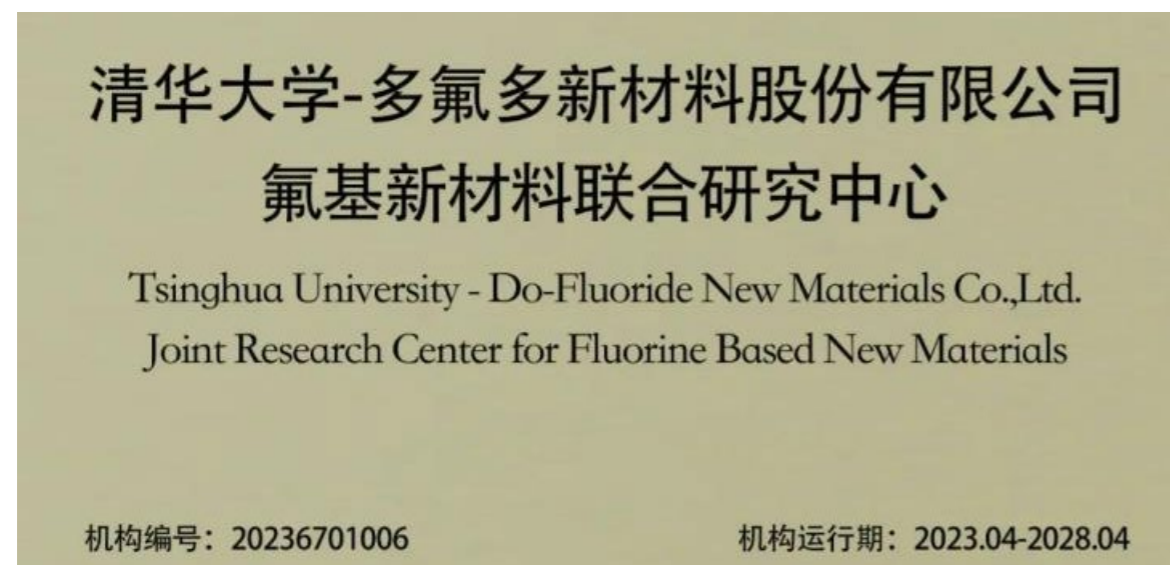 清华大学-多氟多新材料股份有限公司
氟基新材料联合研究中心
Tsinghua University - Do-Fluoride New Materials Co.,Ltd.
Joint Research Center for Fluorine Based New Materials
机构编号：20236701006
机构运行期：2023.04-2028.04